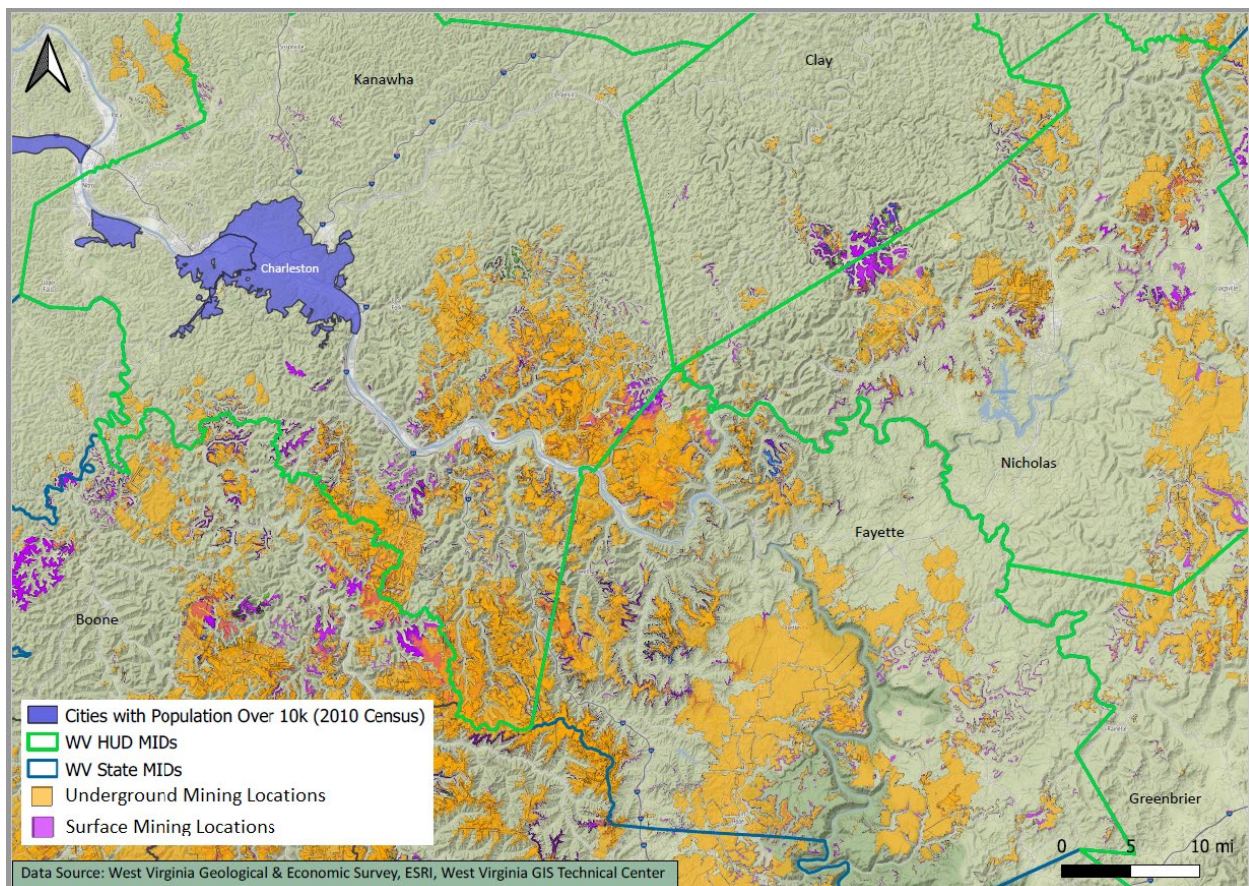 Kanawha
Clay
Charleston
Nicholas
Fayette
Boone
Greenbrier
Cities with Population Over 10k (2010 Census)
WV HUD MIDs
WV State MIDs
Underground Mining Locations
Surface Mining Locations
0 5 10 mi
Data Source: West Virginia Geological & Economic Survey, ESRI, West Virginia GIS Technical Center